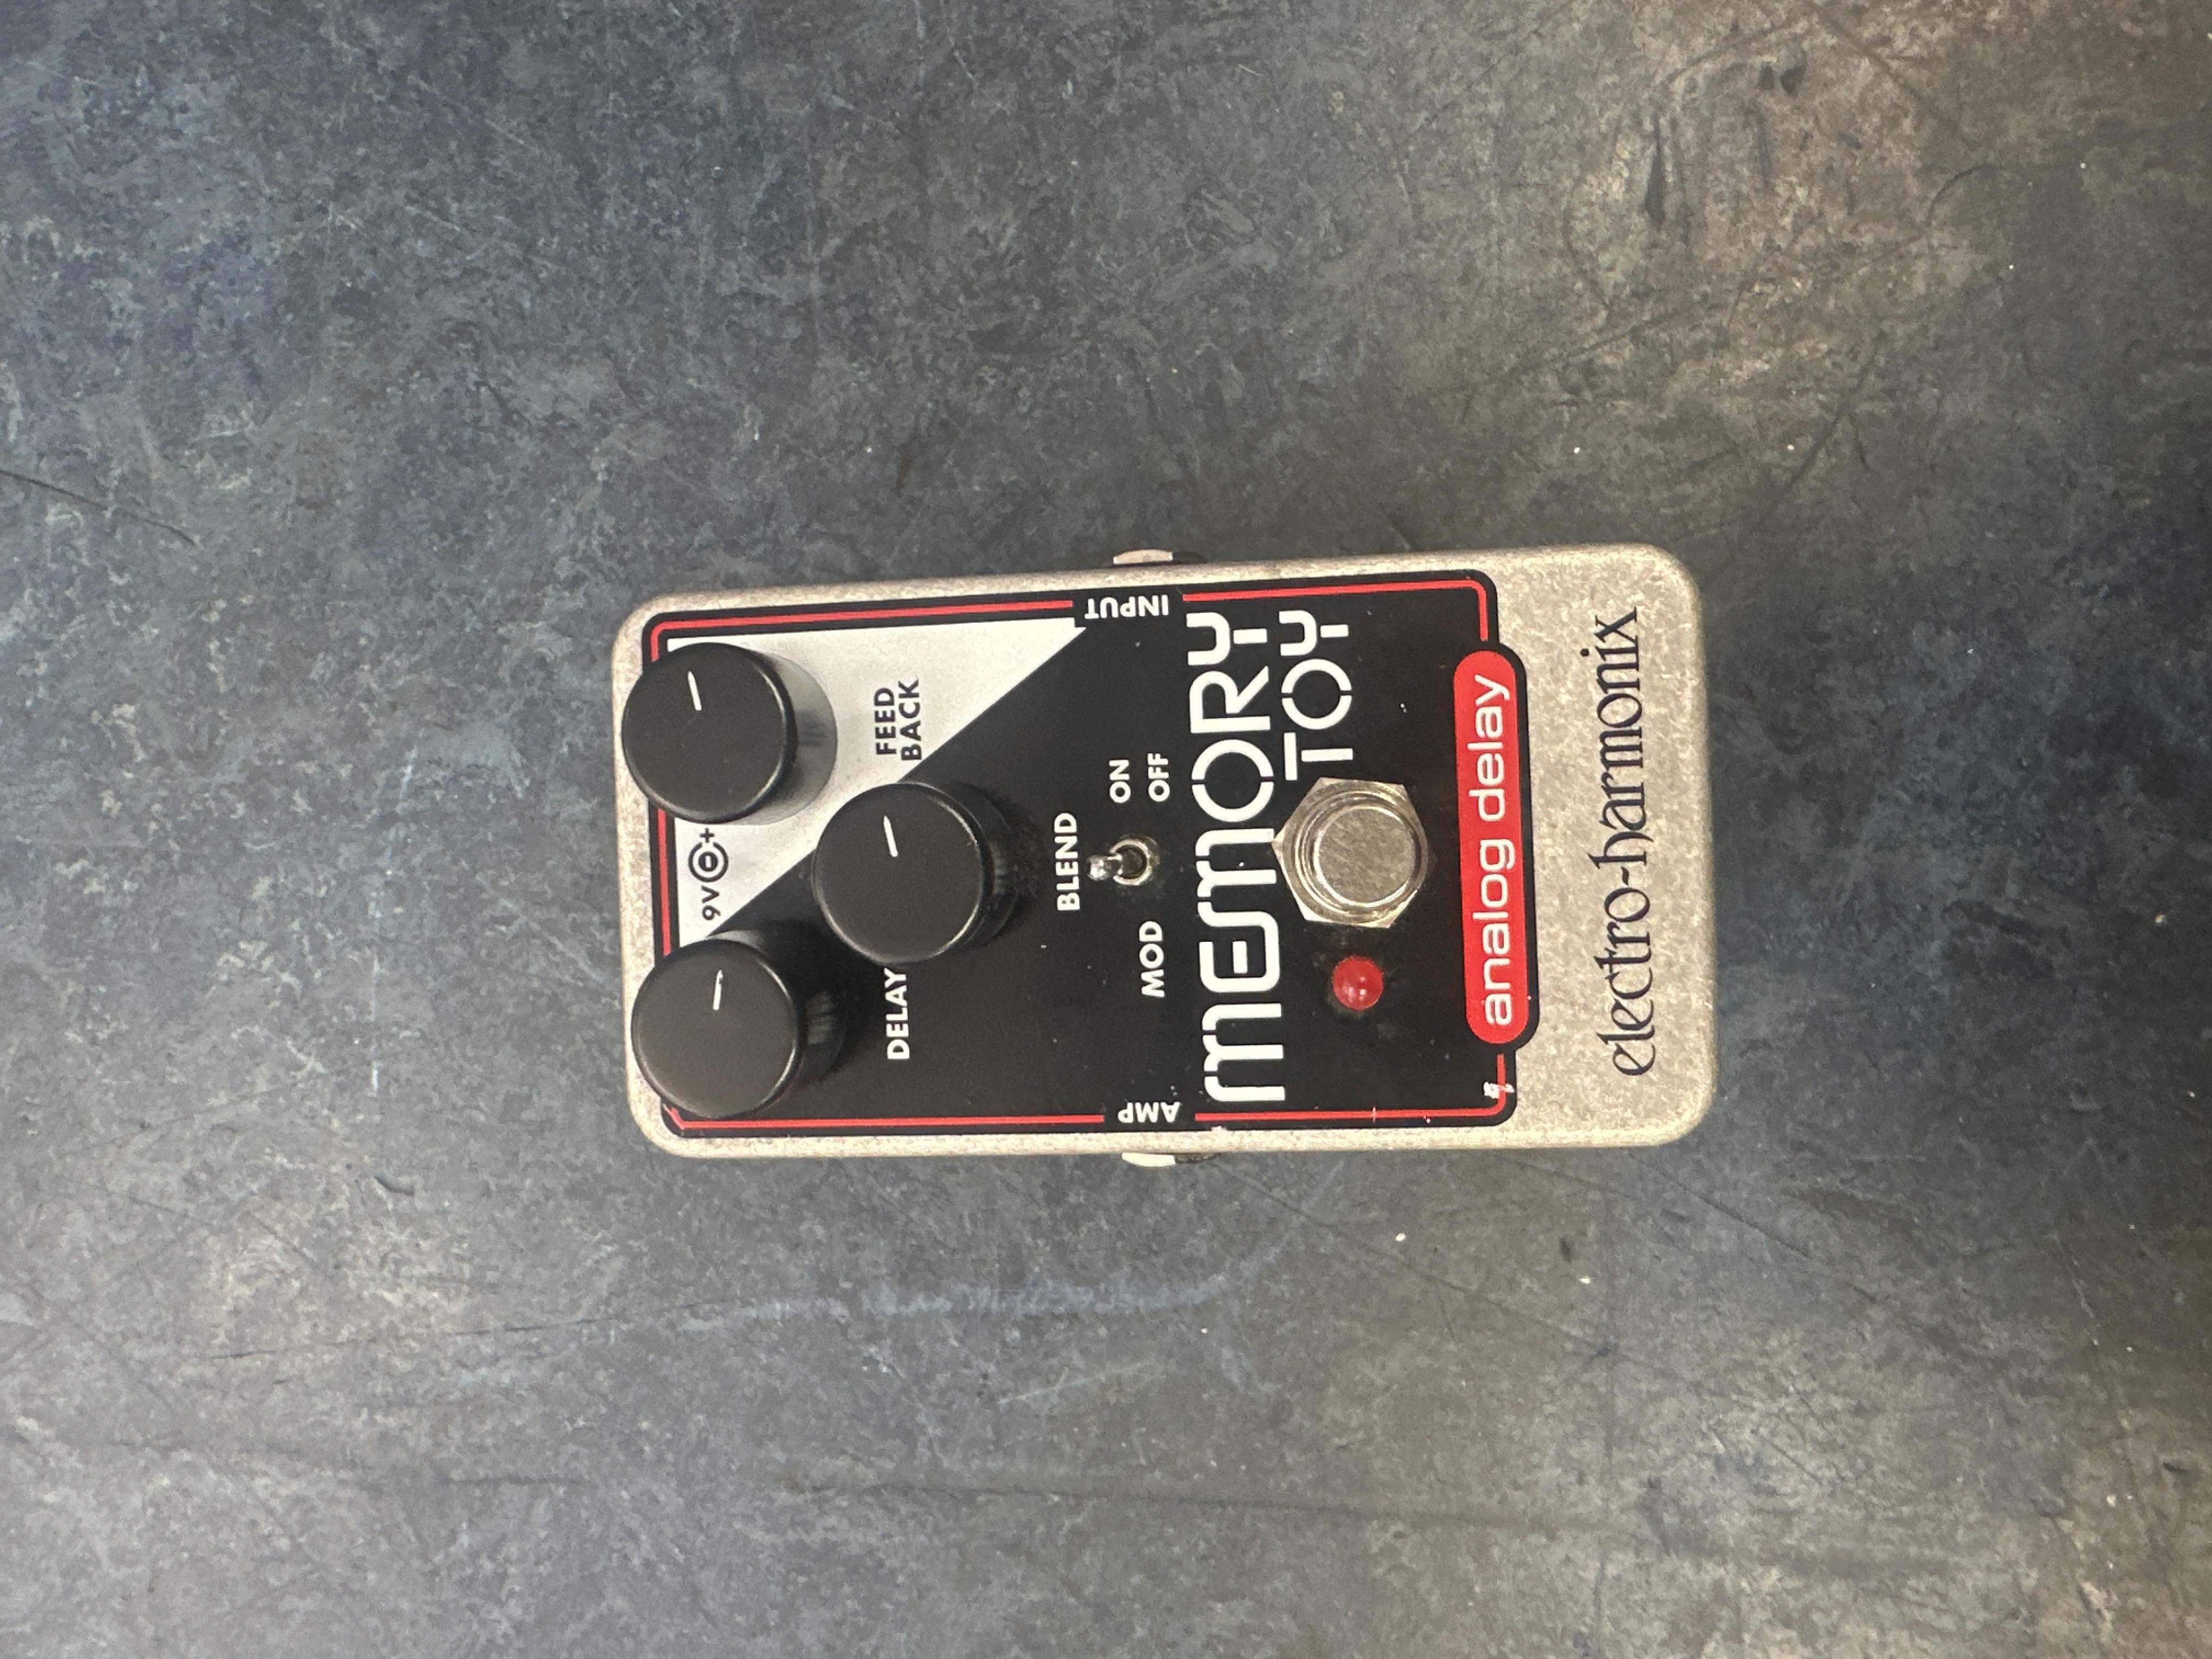 9V +
FEED
BACK
DELAY
BLEND
ON
MOD
OFF
AMP
INPUT
MEMORY
TOY
analog delay
electro-harmonix